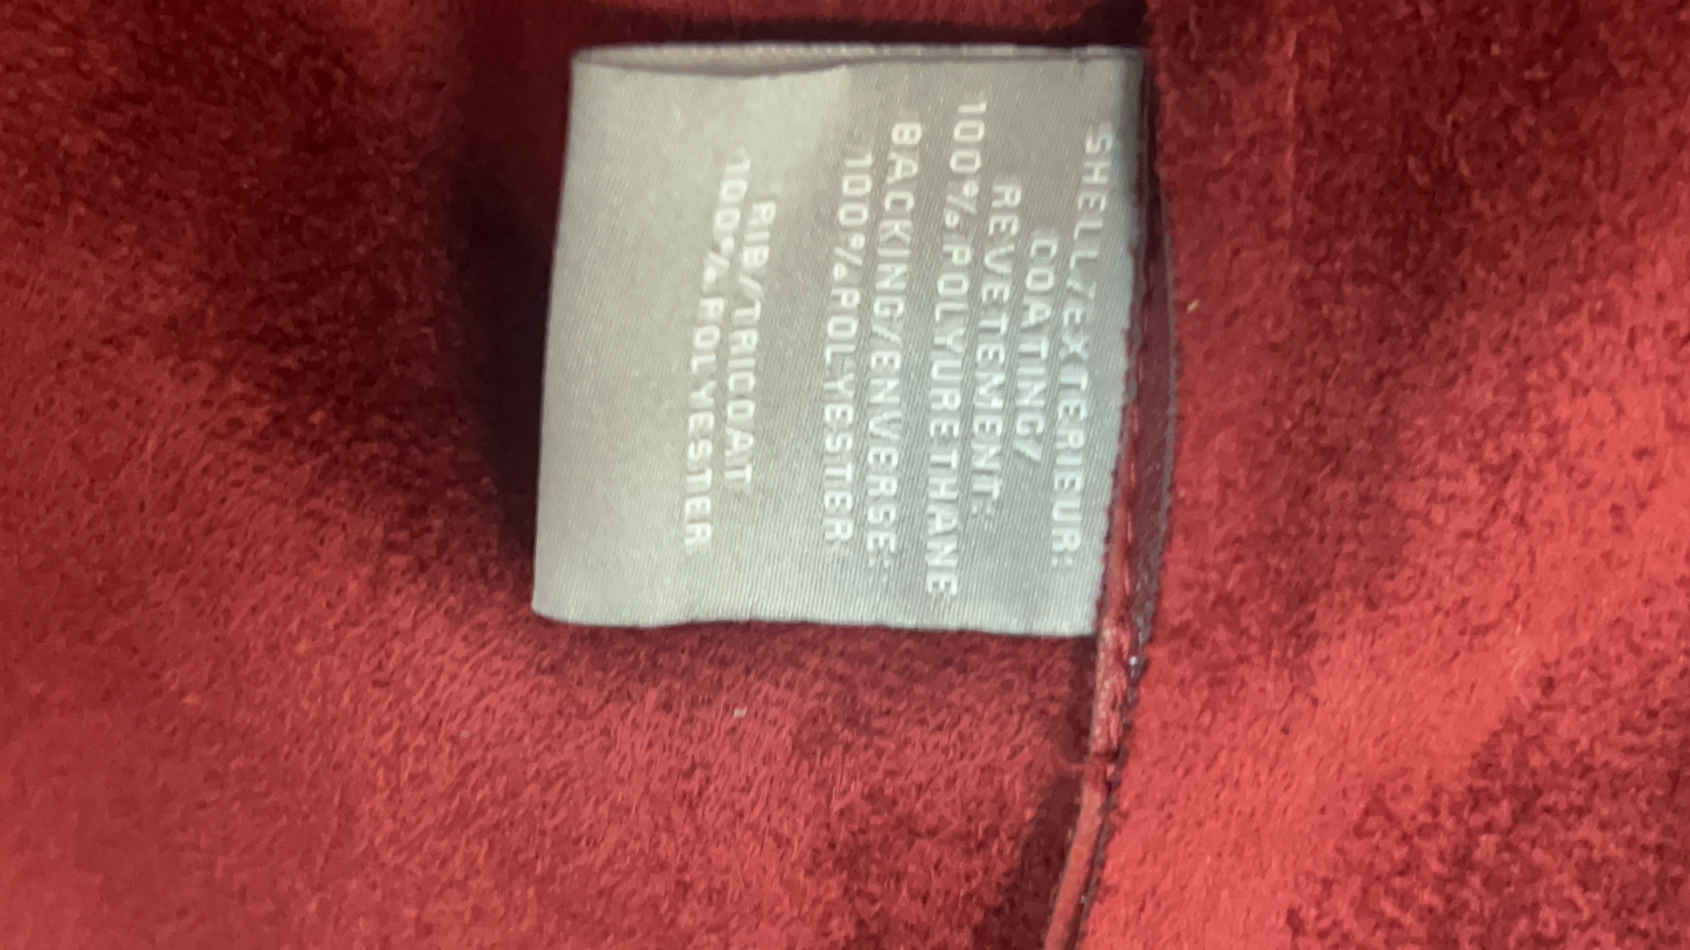 SHELL/EXTERIEUR:
COATING/
REVETEMENT:
100% POLYURETHANE
BACKING/ENVERSE:
100% POLYESTER
RIB/TRICOAT
100% POLYESTER